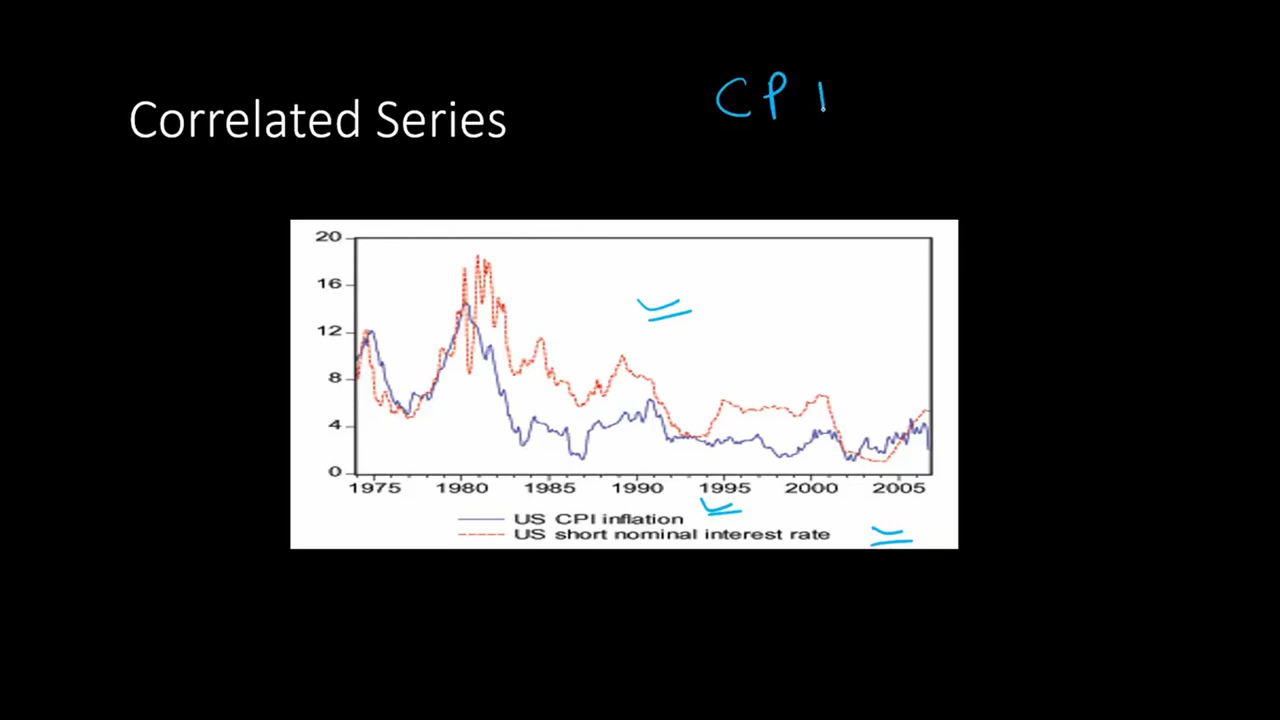 CPI
Correlated Series
20
16
12
8
4
0
1975 1980 1985 1990 1995 2000 2005
US CPI inflation
US short nominal interest rate